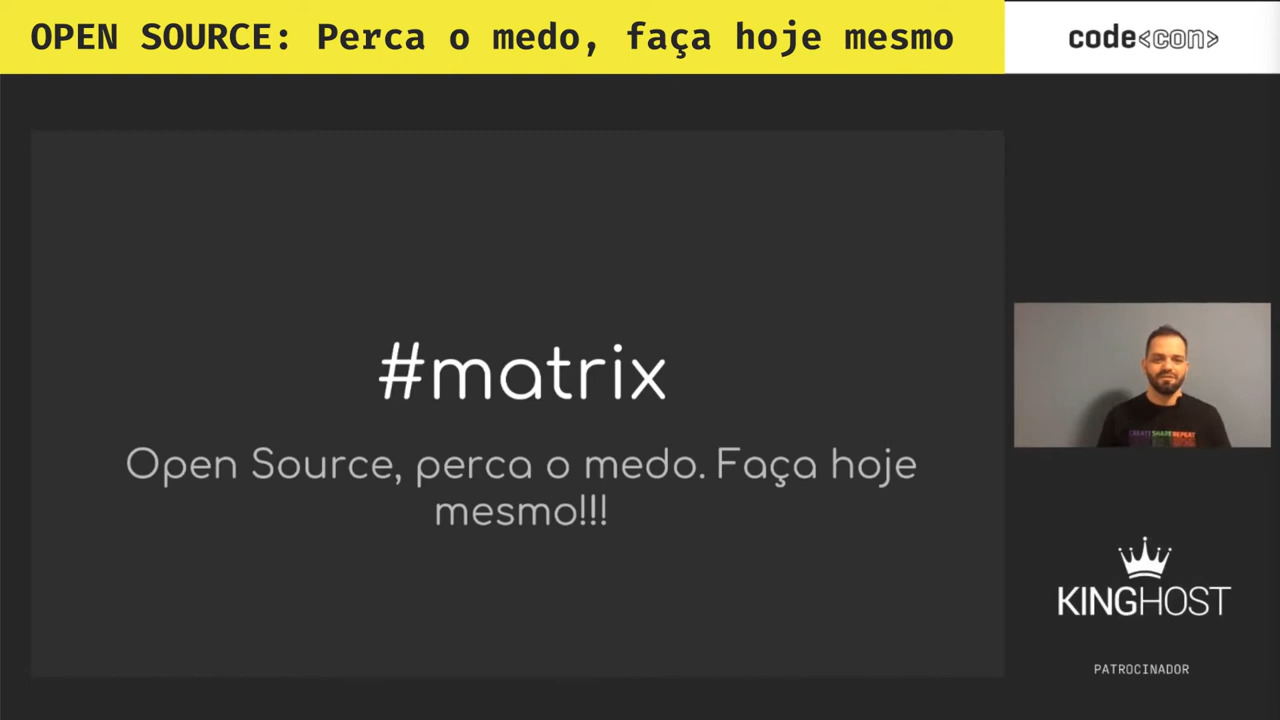 OPEN SOURCE: Perca o medo, faça hoje mesmo
code<con>
#matrix
Open Source, perca o medo. Faça hoje
mesmo!!!
CREATESHAREREPEAT
KINGHOST
PATROCINADOR